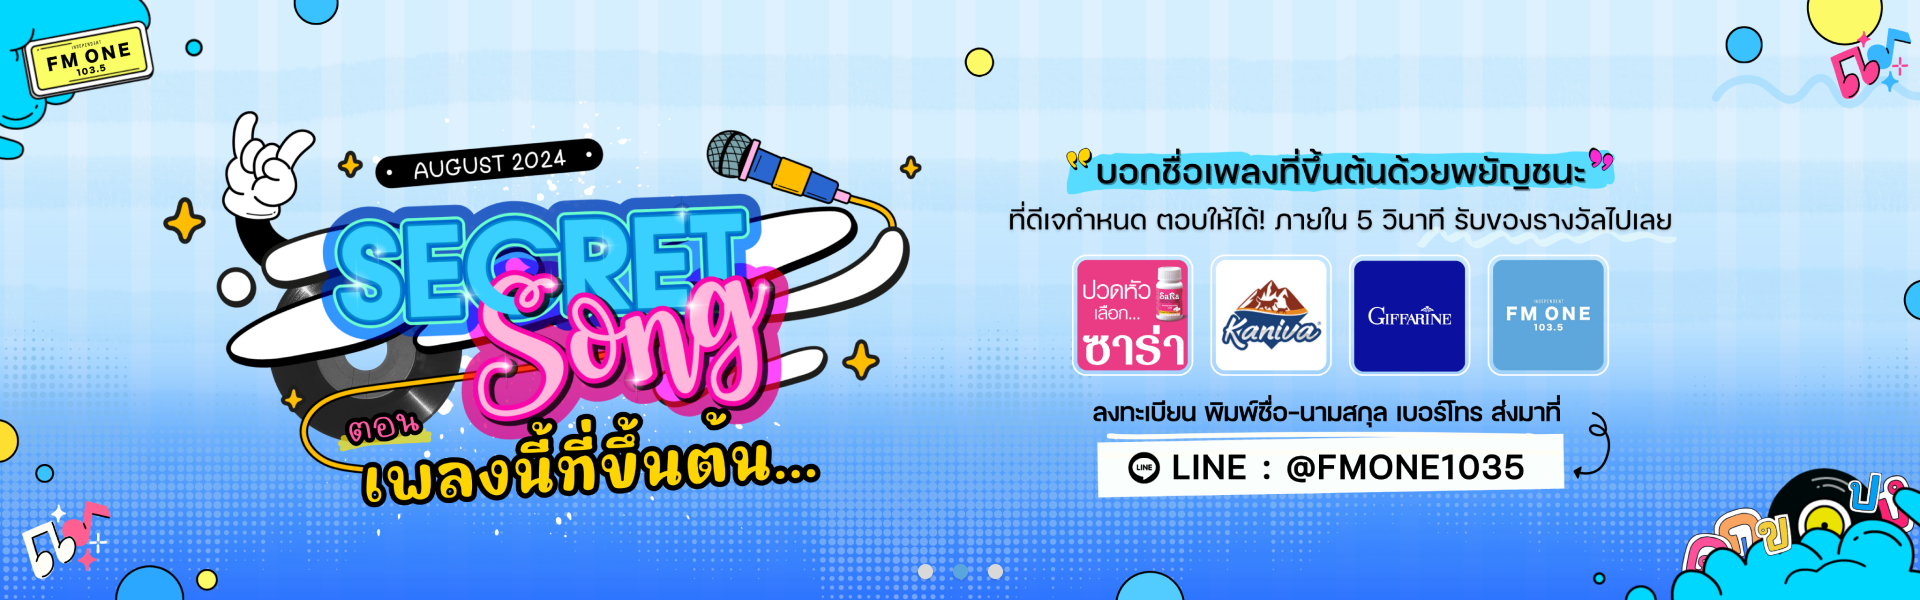 INDEPENDENT
FM ONE
103.5
AUGUST 2024
SECRET
Song
ตอน
เพลงนี้ที่ขึ้นต้น...
บอกชื่อเพลงที่ขึ้นต้นด้วยพยัญชนะ
ที่ดีเจกำหนด ตอบให้ได้! ภายใน 5 วินาที รับของรางวัลไปเลย
ปวดหัว
เลือก...
ซาร่า
SaRa
Kaniva
GIFFARINE
INDEPENDENT
FM ONE
103.5
ลงทะเบียน พิมพ์ชื่อ-นามสกุล เบอร์โทร ส่งมาที่
LINE
LINE : @FMONE1035
ก ข
ป